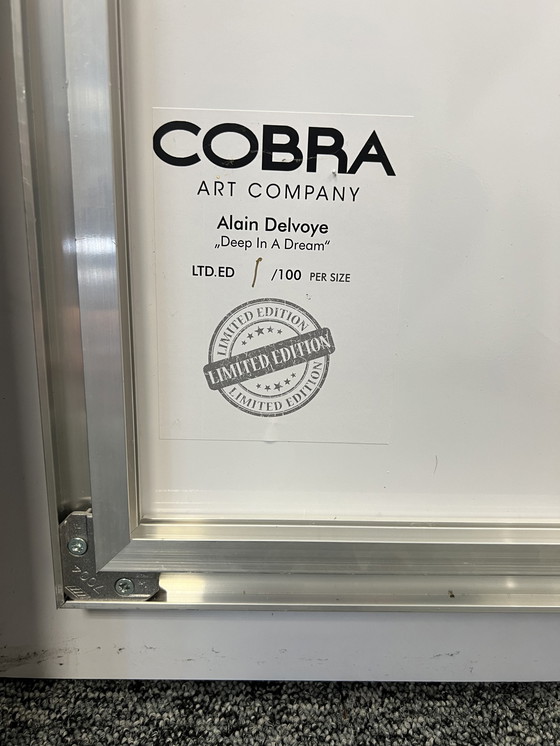 COBRA
ART COMPANY
Alain Delvoye
„Deep In A Dream“
LTD.ED 1 /100 PER SIZE
LIMITED EDITION
LIMITED EDITION
LIMITED EDITION